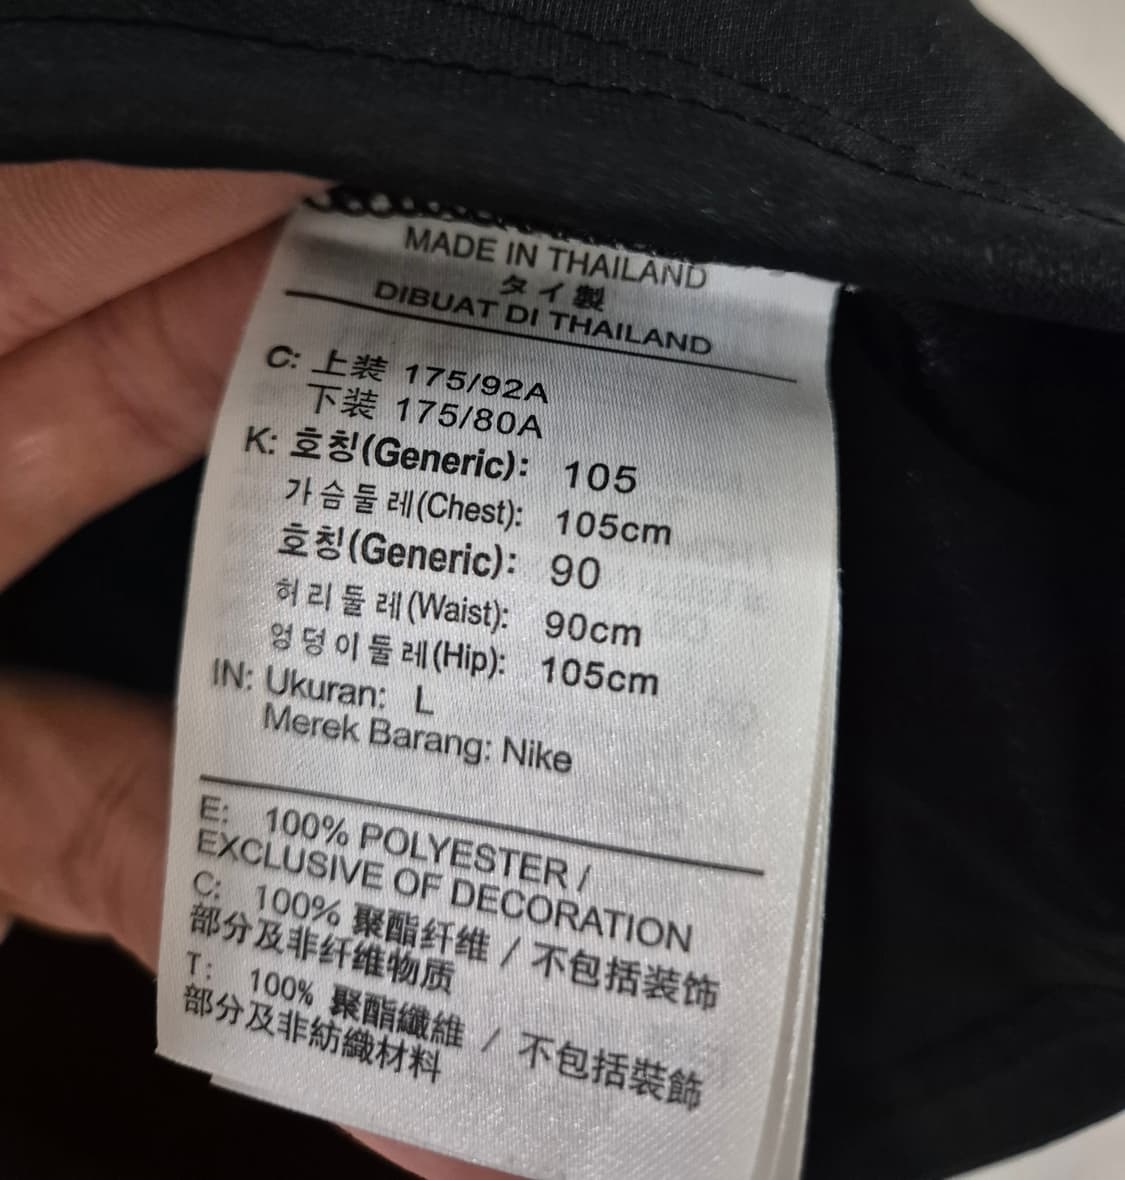 MADE IN THAILAND
タイ製
DIBUAT DI THAILAND
C: 上装 175/92A
下装 175/80A
K: 호칭(Generic): 105
가슴둘레(Chest): 105cm
호칭(Generic): 90
허리둘레(Waist): 90cm
엉덩이둘레(Hip): 105cm
IN: Ukuran: L
Merek Barang: Nike
E: 100% POLYESTER /
EXCLUSIVE OF DECORATION
C: 100% 聚酯纤维 / 不包括装饰
部分及非纤维物质
T: 100% 聚酯纖維 / 不包括裝飾
部分及非紡織材料